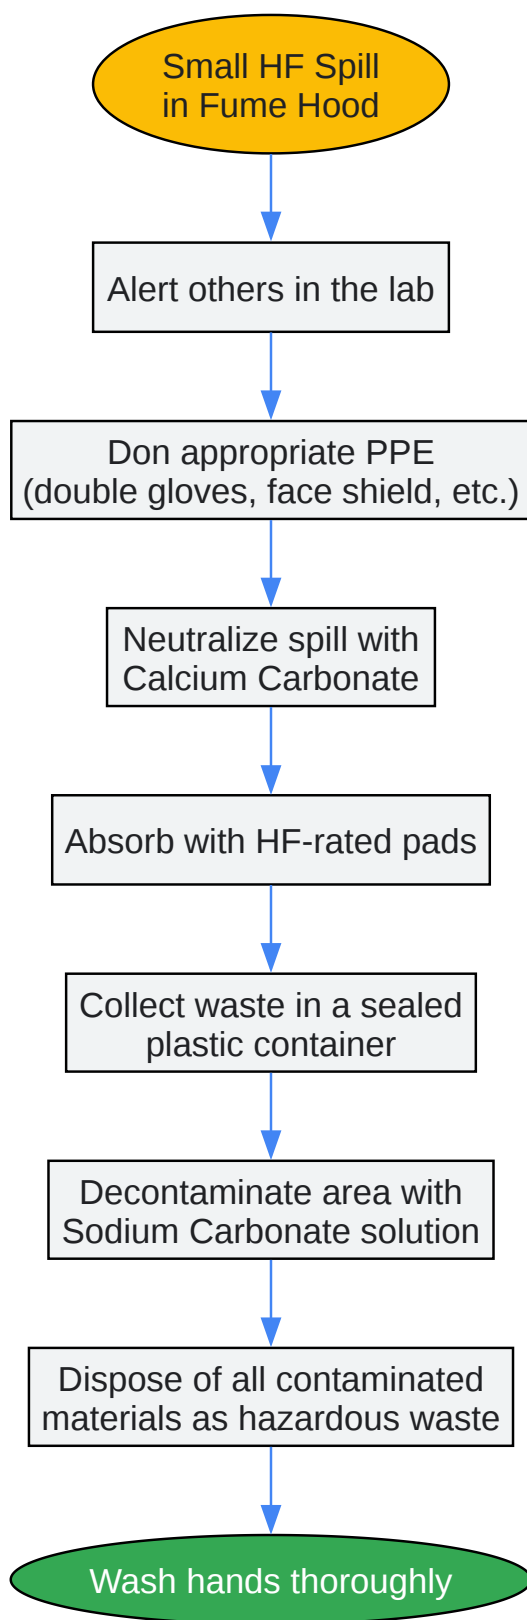 Small HF Spill
in Fume Hood
Alert others in the lab
Don appropriate PPE
(double gloves, face shield, etc.)
Neutralize spill with
Calcium Carbonate
Absorb with HF-rated pads
Collect waste in a sealed
plastic container
Decontaminate area with
Sodium Carbonate solution
Dispose of all contaminated
materials as hazardous waste
Wash hands thoroughly